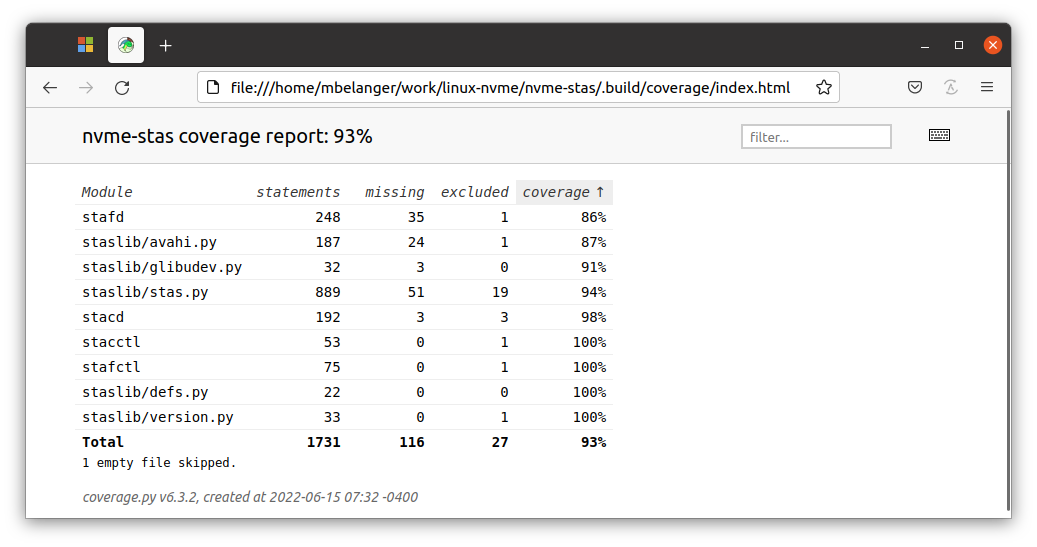 file:///home/mbelanger/work/linux-nvme/nvme-stas/.build/coverage/index.html
nvme-stas coverage report: 93%
filter...
Module statements missing excluded coverage ↑
stafd 248 35 1 86%
staslib/avahi.py 187 24 1 87%
staslib/glibudev.py 32 3 0 91%
staslib/stas.py 889 51 19 94%
stacd 192 3 3 98%
stacctl 53 0 1 100%
stafctl 75 0 1 100%
staslib/defs.py 22 0 0 100%
staslib/version.py 33 0 1 100%
Total 1731 116 27 93%
1 empty file skipped.
coverage.py v6.3.2, created at 2022-06-15 07:32 -0400